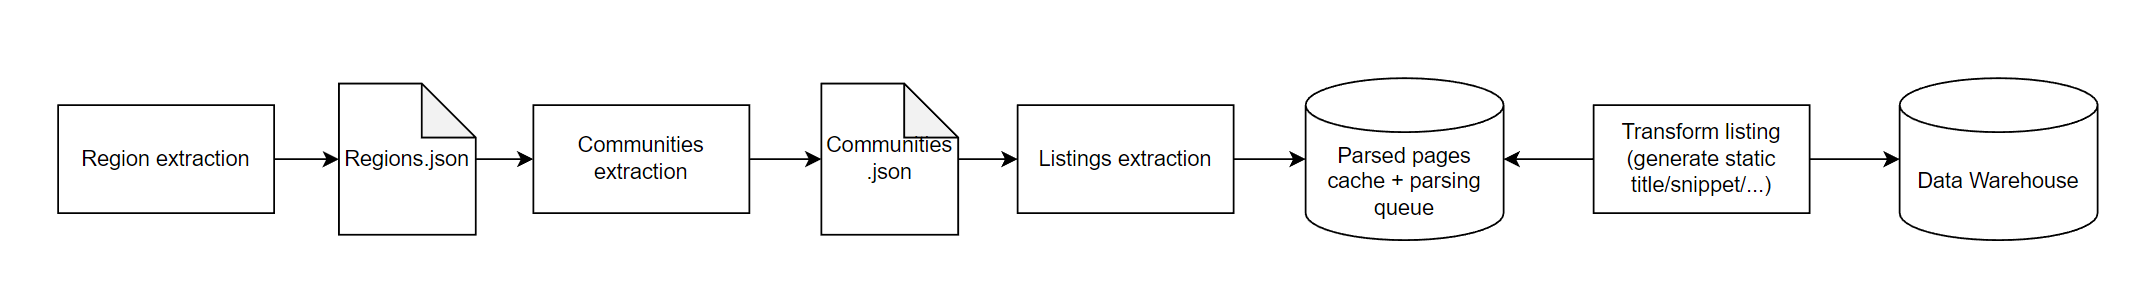 Region extraction
Regions.json
Communities
extraction
Communities
.json
Listings extraction
Parsed pages
cache + parsing
queue
Transform listing
(generate static
title/snippet/...)
Data Warehouse